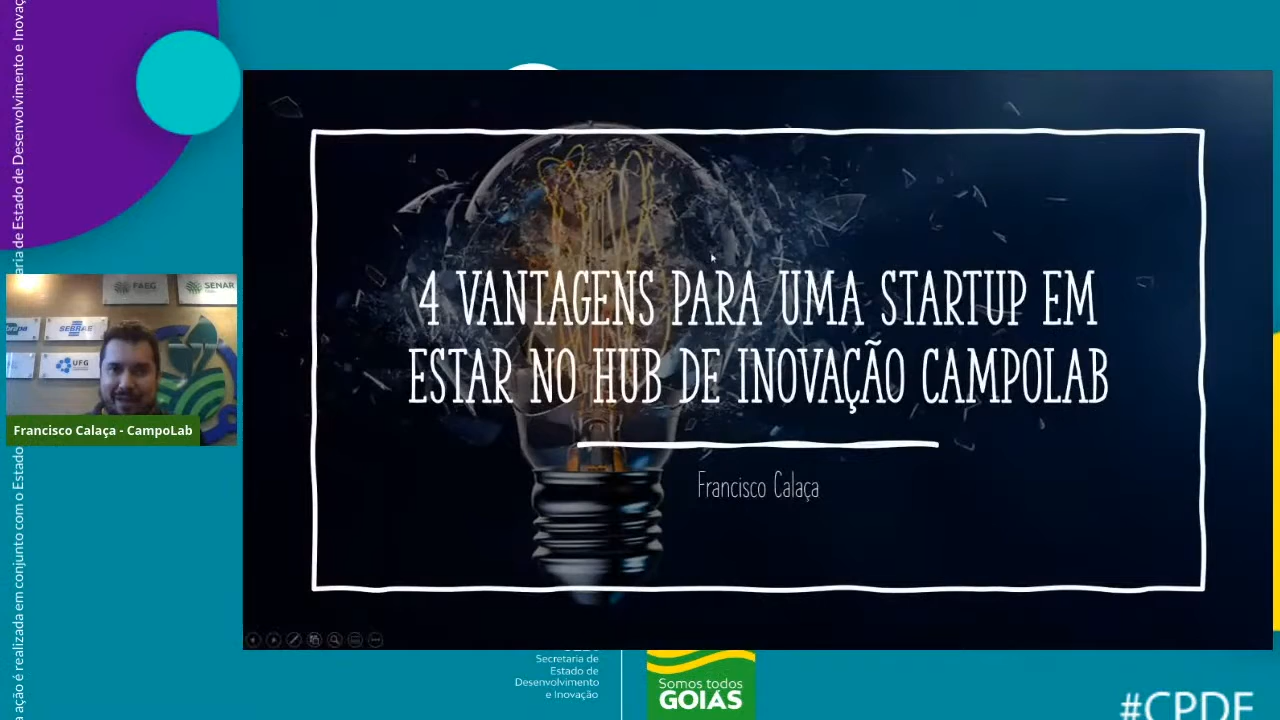 aria de Estado de Desenvolvimento e Inovaç
a ação é realizada em conjunto com o Estado
FAEG
SENAR
SEBRAE
UFG
Francisco Calaça - CampoLab
4 VANTAGENS PARA UMA STARTUP EM
ESTAR NO HUB DE INOVAÇÃO CAMPOLAB
Francisco Calaça
Secretaria de
Estado de
Desenvolvimento
e Inovação
Somos todos
GOIÁS
#CPDF